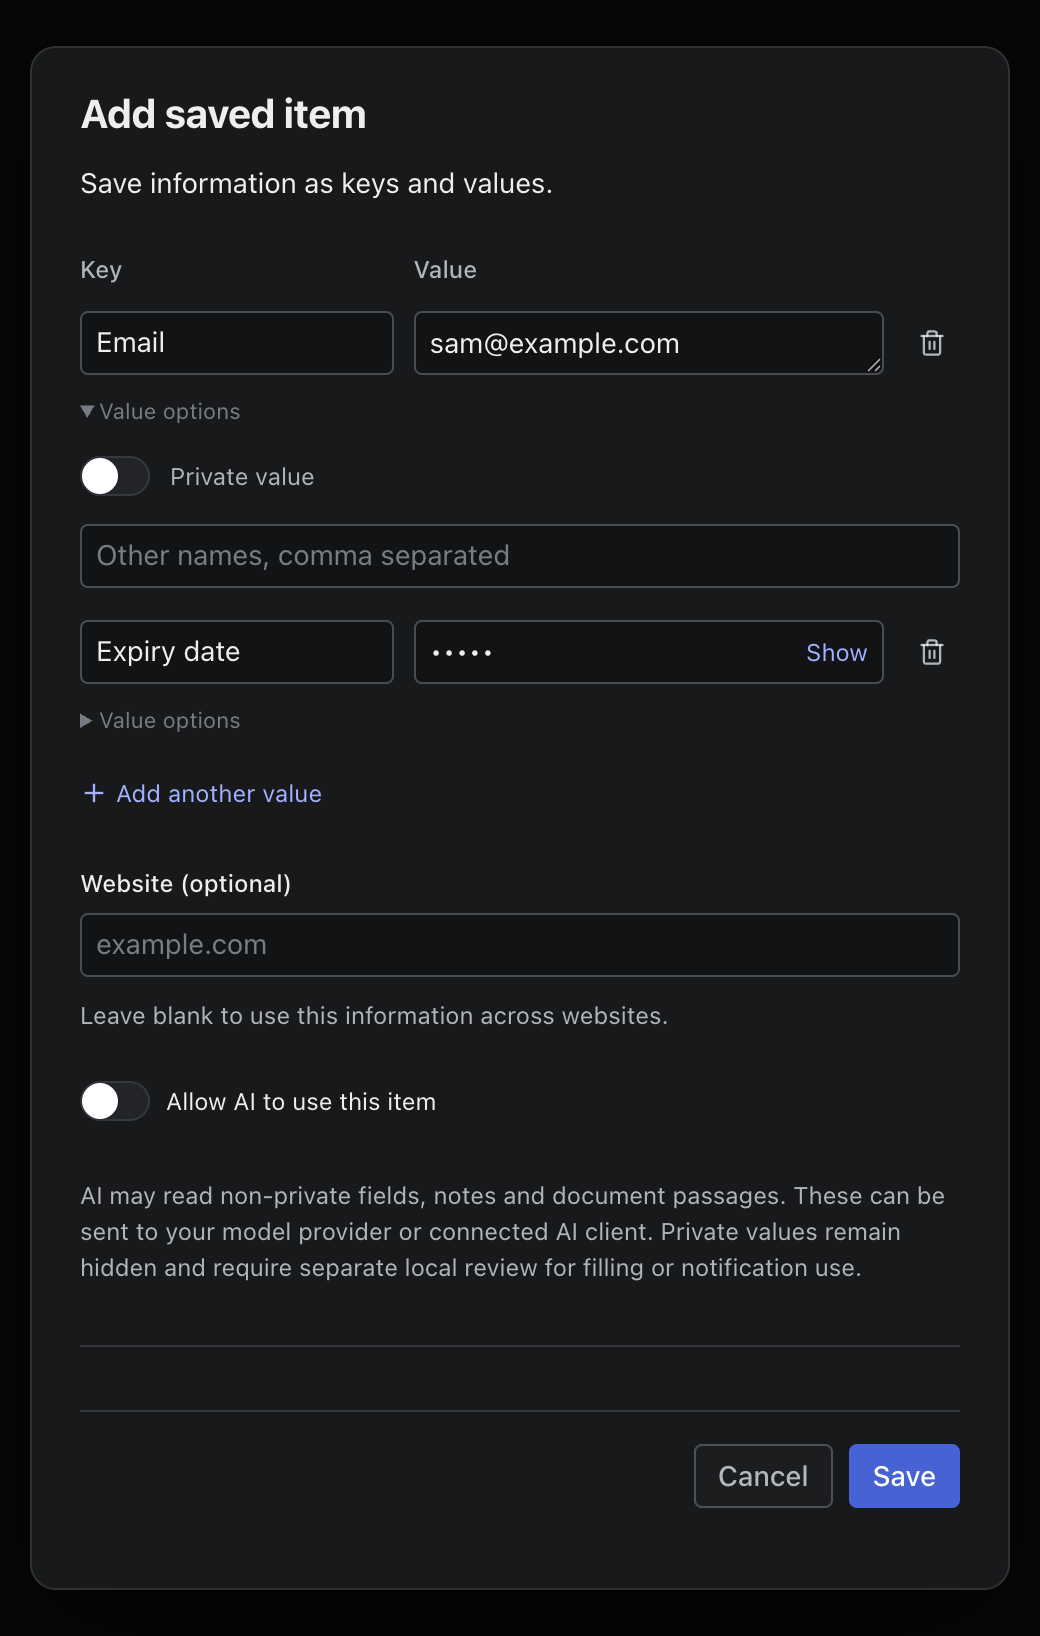 Add saved item
Save information as keys and values.
Key Value
Email sam@example.com
Value options
Private value
Other names, comma separated
Expiry date ••••• Show
Value options
+ Add another value
Website (optional)
example.com
Leave blank to use this information across websites.
Allow AI to use this item
AI may read non-private fields, notes and document passages. These can be
sent to your model provider or connected AI client. Private values remain
hidden and require separate local review for filling or notification use.
Cancel Save